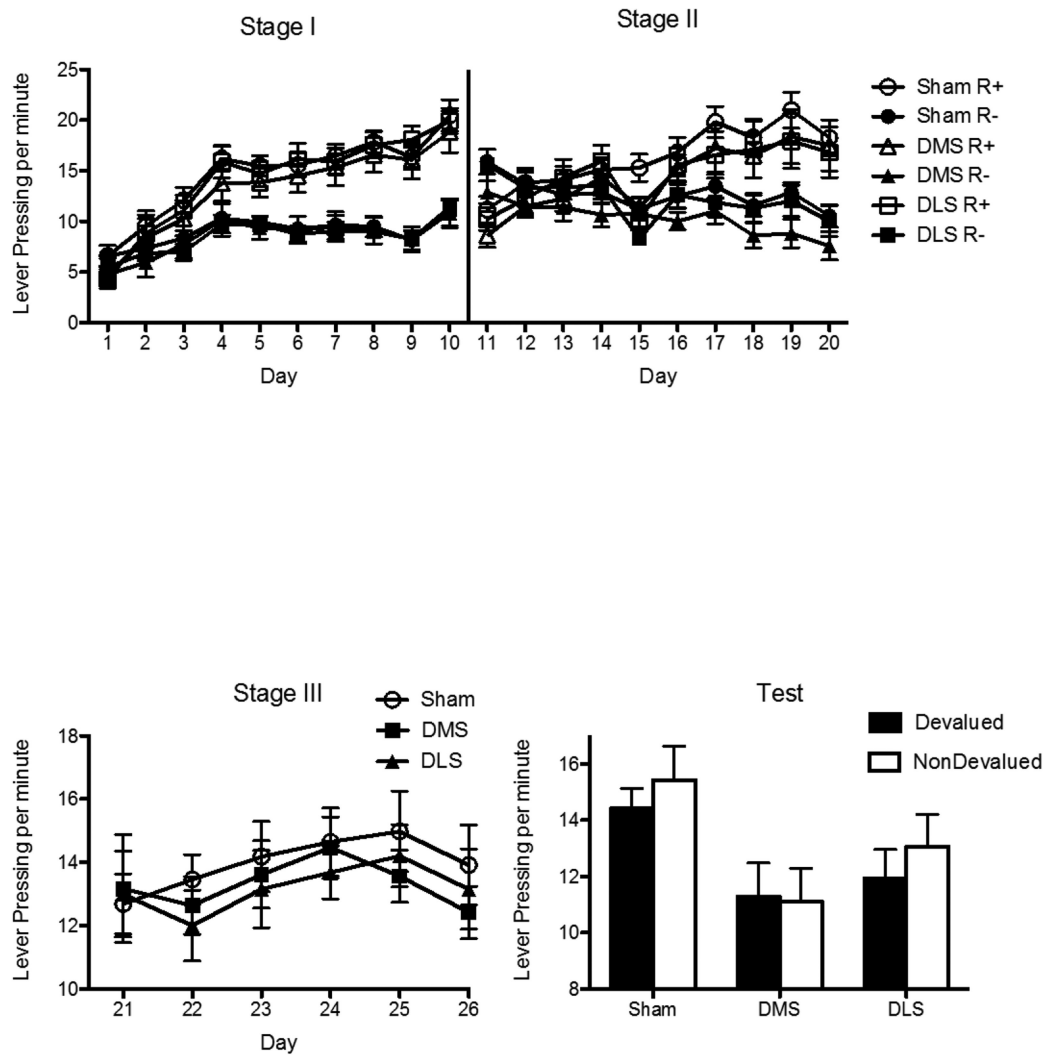 Stage I
Stage II
Lever Pressing per minute
25
20
15
10
5
0
1 2 3 4 5 6 7 8 9 10
11 12 13 14 15 16 17 18 19 20
Day
Day
Sham R+
Sham R-
DMS R+
DMS R-
DLS R+
DLS R-
Stage III
Sham
DMS
DLS
Lever Pressing per minute
18
16
14
12
10
21 22 23 24 25 26
Day
Test
Devalued
NonDevalued
Lever Pressing per minute
16
14
12
10
8
Sham DMS DLS